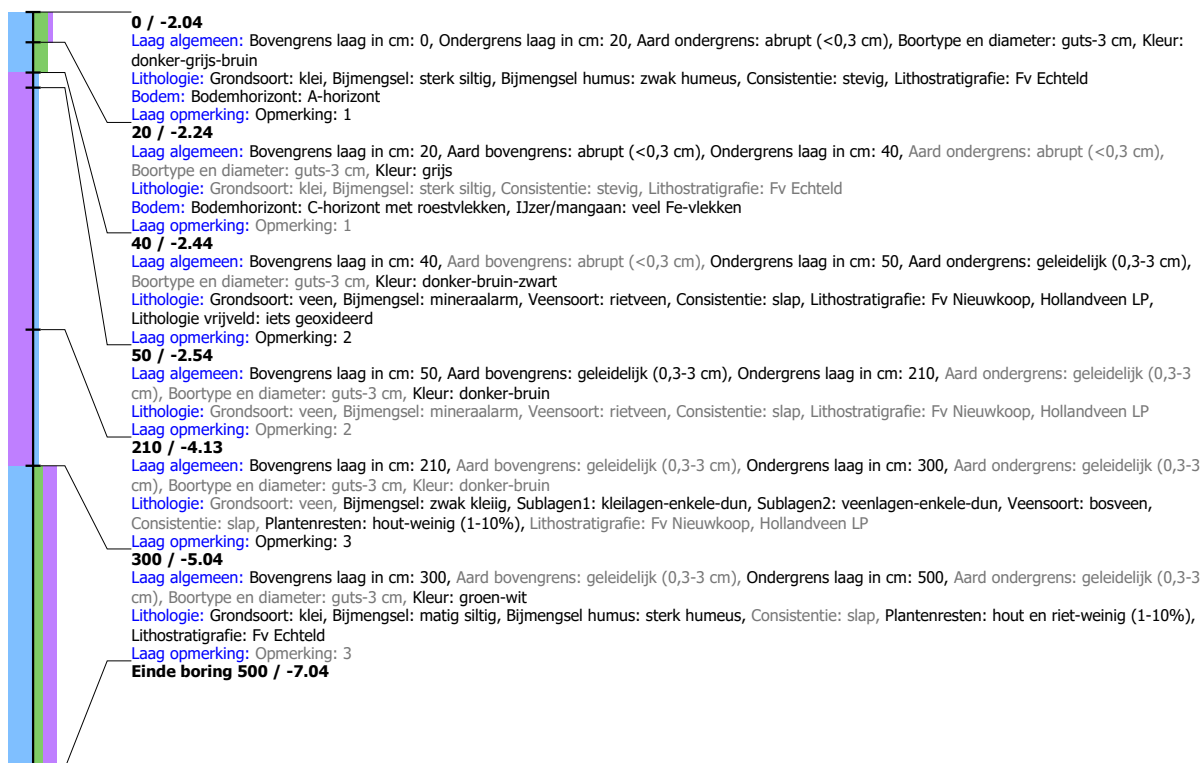 0 / -2.04
Laag algemeen: Bovengrens laag in cm: 0, Ondergrens laag in cm: 20, Aard ondergrens: abrupt (<0,3 cm), Boortype en diameter: guts-3 cm, Kleur:
donker-grijs-bruin
Lithologie: Grondsoort: klei, Bijmengsel: sterk siltig, Bijmengsel humus: zwak humeus, Consistentie: stevig, Lithostratigrafie: Fv Echteld
Bodem: Bodemhorizont: A-horizont
Laag opmerking: Opmerking: 1
20 / -2.24
Laag algemeen: Bovengrens laag in cm: 20, Aard bovengrens: abrupt (<0,3 cm), Ondergrens laag in cm: 40, Aard ondergrens: abrupt (<0,3 cm),
Boortype en diameter: guts-3 cm, Kleur: grijs
Lithologie: Grondsoort: klei, Bijmengsel: sterk siltig, Consistentie: stevig, Lithostratigrafie: Fv Echteld
Bodem: Bodemhorizont: C-horizont met roestvlekken, IJzer/mangaan: veel Fe-vlekken
Laag opmerking: Opmerking: 1
40 / -2.44
Laag algemeen: Bovengrens laag in cm: 40, Aard bovengrens: abrupt (<0,3 cm), Ondergrens laag in cm: 50, Aard ondergrens: geleidelijk (0,3-3 cm),
Boortype en diameter: guts-3 cm, Kleur: donker-bruin-zwart
Lithologie: Grondsoort: veen, Bijmengsel: mineraalarm, Veensoort: rietveen, Consistentie: slap, Lithostratigrafie: Fv Nieuwkoop, Hollandveen LP,
Lithologie vrijveld: iets geoxideerd
Laag opmerking: Opmerking: 2
50 / -2.54
Laag algemeen: Bovengrens laag in cm: 50, Aard bovengrens: geleidelijk (0,3-3 cm), Ondergrens laag in cm: 210, Aard ondergrens: geleidelijk (0,3-3
cm), Boortype en diameter: guts-3 cm, Kleur: donker-bruin
Lithologie: Grondsoort: veen, Bijmengsel: mineraalarm, Veensoort: rietveen, Consistentie: slap, Lithostratigrafie: Fv Nieuwkoop, Hollandveen LP
Laag opmerking: Opmerking: 2
210 / -4.13
Laag algemeen: Bovengrens laag in cm: 210, Aard bovengrens: geleidelijk (0,3-3 cm), Ondergrens laag in cm: 300, Aard ondergrens: geleidelijk (0,3-3
cm), Boortype en diameter: guts-3 cm, Kleur: donker-bruin
Lithologie: Grondsoort: veen, Bijmengsel: zwak kleiig, Sublagen1: kleilagen-enkele-dun, Sublagen2: veenlagen-enkele-dun, Veensoort: bosveen,
Consistentie: slap, Plantenresten: hout-weinig (1-10%), Lithostratigrafie: Fv Nieuwkoop, Hollandveen LP
Laag opmerking: Opmerking: 3
300 / -5.04
Laag algemeen: Bovengrens laag in cm: 300, Aard bovengrens: geleidelijk (0,3-3 cm), Ondergrens laag in cm: 500, Aard ondergrens: geleidelijk (0,3-3
cm), Boortype en diameter: guts-3 cm, Kleur: groen-wit
Lithologie: Grondsoort: klei, Bijmengsel: matig siltig, Bijmengsel humus: sterk humeus, Consistentie: slap, Plantenresten: hout en riet-weinig (1-10%),
Lithostratigrafie: Fv Echteld
Laag opmerking: Opmerking: 3
Einde boring 500 / -7.04